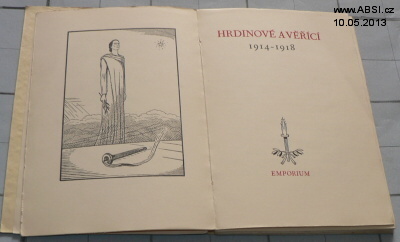 www.ABSI.cz
10.05.2013
HRDINOVÉ A VĚŘÍCÍ
1914-1918
EMPORIUM